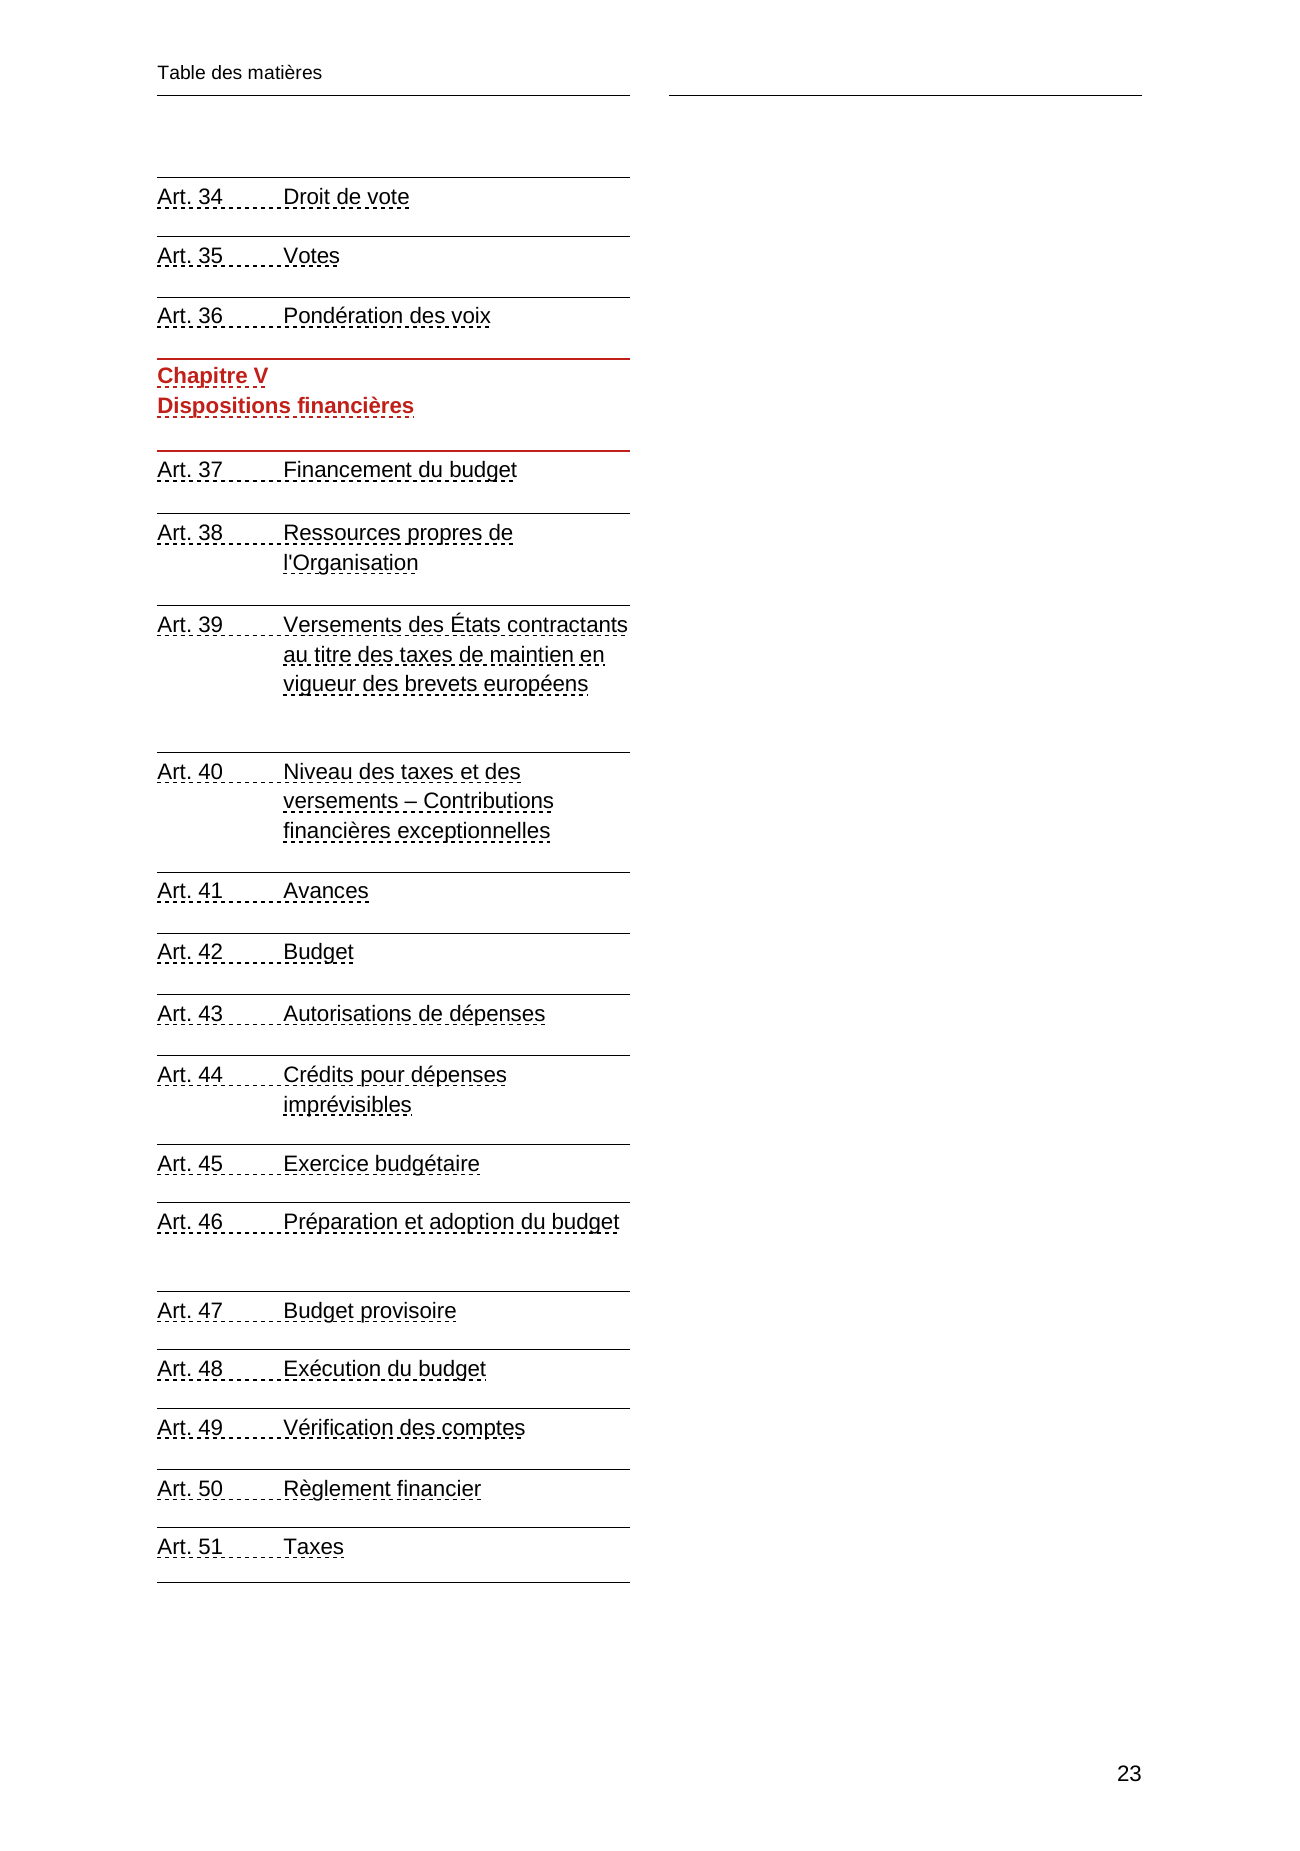 Table des matières
Art. 34 Droit de vote
Art. 35 Votes
Art. 36 Pondération des voix
Chapitre V
Dispositions financières
Art. 37 Financement du budget
Art. 38 Ressources propres de
l'Organisation
Art. 39 Versements des États contractants
au titre des taxes de maintien en
vigueur des brevets européens
Art. 40 Niveau des taxes et des
versements – Contributions
financières exceptionnelles
Art. 41 Avances
Art. 42 Budget
Art. 43 Autorisations de dépenses
Art. 44 Crédits pour dépenses
imprévisibles
Art. 45 Exercice budgétaire
Art. 46 Préparation et adoption du budget
Art. 47 Budget provisoire
Art. 48 Exécution du budget
Art. 49 Vérification des comptes
Art. 50 Règlement financier
Art. 51 Taxes
23